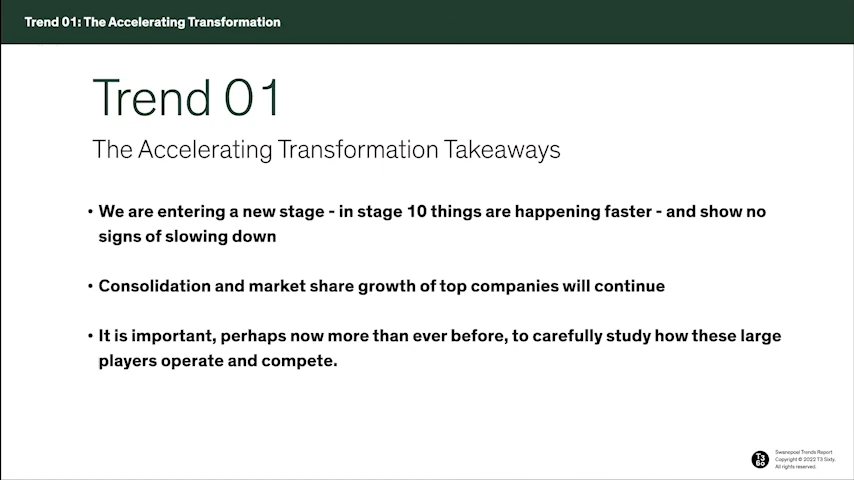 Trend 01: The Accelerating Transformation
Trend 01
The Accelerating Transformation Takeaways
• We are entering a new stage - in stage 10 things are happening faster - and show no
signs of slowing down
• Consolidation and market share growth of top companies will continue
• It is important, perhaps now more than ever before, to carefully study how these large
players operate and compete.
T3
60
Swanepoel Trends Report
Copyright © 2022 T3 Sixty.
All rights reserved.